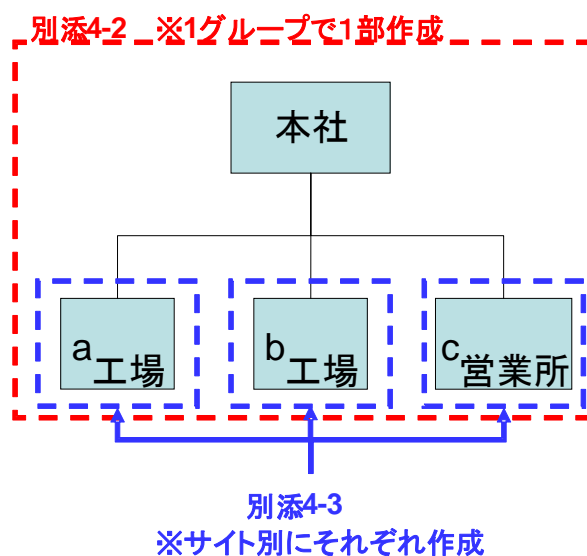 別添4-2　※1グループで1部作成
本社
a工場
b工場
c営業所
別添4-3
※サイト別にそれぞれ作成